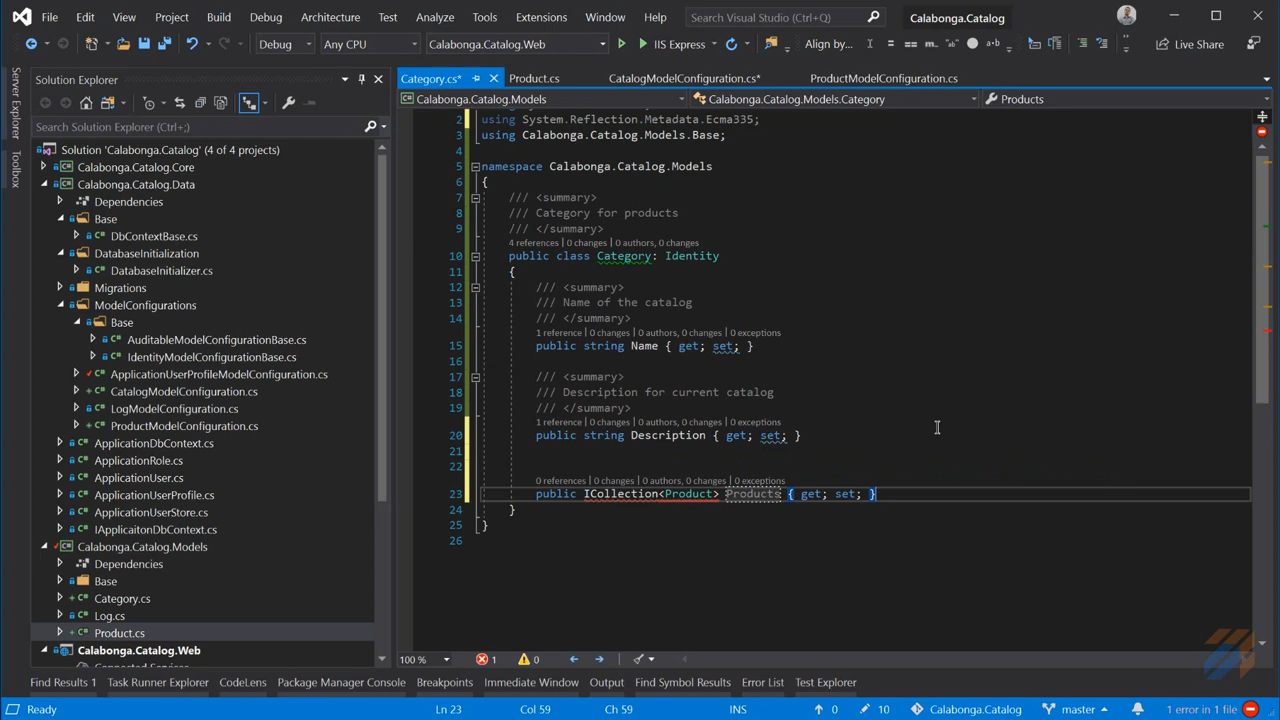 File Edit View Project Build Debug Architecture Test Analyze Tools Extensions Window Help Search Visual Studio (Ctrl+Q) Calabonga.Catalog
Debug Any CPU Calabonga.Catalog.Web IIS Express Align by... Live Share
Server Explorer
Toolbox
Solution Explorer
Search Solution Explorer (Ctrl+;)
Solution 'Calabonga.Catalog' (4 of 4 projects)
Calabonga.Catalog.Core
Calabonga.Catalog.Data
Dependencies
Base
DbContextBase.cs
DatabaseInitialization
DatabaseInitializer.cs
Migrations
ModelConfigurations
Base
AuditableModelConfigurationBase.cs
IdentityModelConfigurationBase.cs
ApplicationUserProfileModelConfiguration.cs
CatalogModelConfiguration.cs
LogModelConfiguration.cs
ProductModelConfiguration.cs
ApplicationDbContext.cs
ApplicationRole.cs
ApplicationUser.cs
ApplicationUserProfile.cs
ApplicationUserStore.cs
IApplicaitonDbContext.cs
Calabonga.Catalog.Models
Dependencies
Base
Category.cs
Log.cs
Product.cs
Calabonga.Catalog.Web
Category.cs* Product.cs CatalogModelConfiguration.cs* ProductModelConfiguration.cs
Calabonga.Catalog.Models Calabonga.Catalog.Models.Category Products
2 using System.Reflection.Metadata.Ecma335;
3 using Calabonga.Catalog.Models.Base;
4
5 namespace Calabonga.Catalog.Models
6 {
7 /// <summary>
8 /// Category for products
9 /// </summary>
4 references | 0 changes | 0 authors, 0 changes
10 public class Category: Identity
11 {
12 /// <summary>
13 /// Name of the catalog
14 /// </summary>
1 reference | 0 changes | 0 authors, 0 changes | 0 exceptions
15 public string Name { get; set; }
16
17 /// <summary>
18 /// Description for current catalog
19 /// </summary>
1 reference | 0 changes | 0 authors, 0 changes | 0 exceptions
20 public string Description { get; set; }
21
22
0 references | 0 changes | 0 authors, 0 changes | 0 exceptions
23 public ICollection<Product> Products { get; set; }
24 }
25 }
26
100 % 1 0
Find Results 1 Task Runner Explorer CodeLens Package Manager Console Breakpoints Immediate Window Output Find Symbol Results Error List Test Explorer
Ready Ln 23 Col 59 Ch 59 INS 0 10 Calabonga.Catalog master 1 error in 1 file